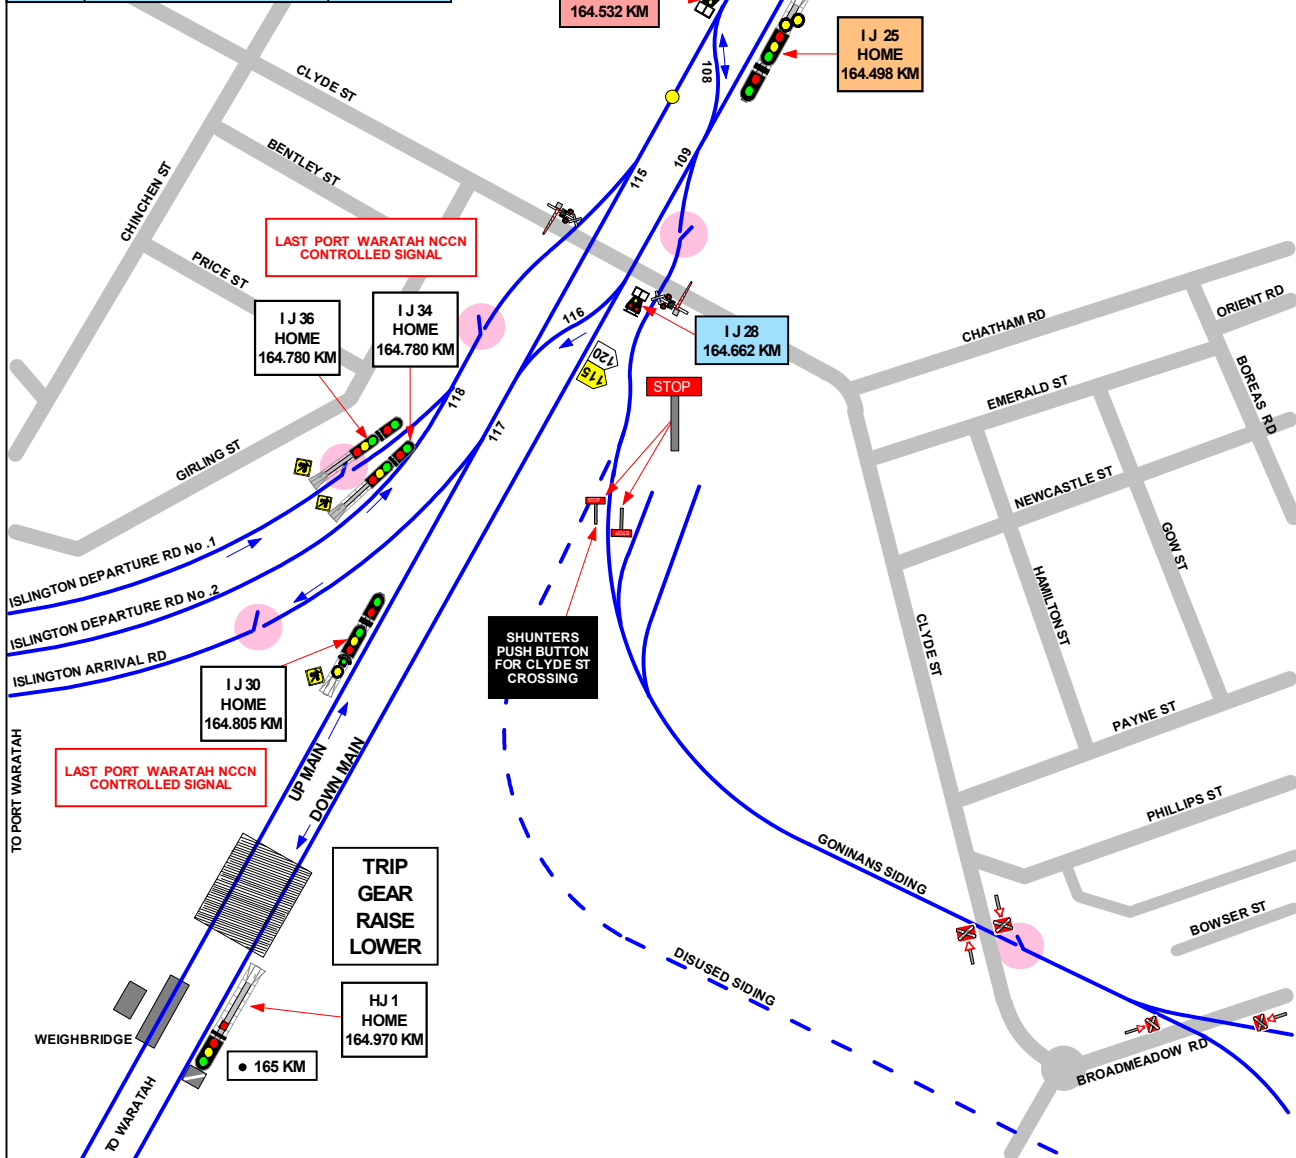 164.532 KM
I J 25
HOME
164.498 KM
108
109
CLYDE ST
BENTLEY ST
CHINCHEN ST
PRICE ST
115
LAST PORT WARATAH NCCN
CONTROLLED SIGNAL
I J 36
HOME
164.780 KM
I J 34
HOME
164.780 KM
116
I J 28
164.662 KM
120
115
STOP
CHATHAM RD
ORIENT RD
EMERALD ST
BOREAS RD
118
117
GIRLING ST
NEWCASTLE ST
STOP
STOP
GOW ST
HAMILTON ST
CLYDE ST
ISLINGTON DEPARTURE RD No .1
ISLINGTON DEPARTURE RD No .2
ISLINGTON ARRIVAL RD
SHUNTERS
PUSH BUTTON
FOR CLYDE ST
CROSSING
I J 30
HOME
164.805 KM
PAYNE ST
LAST PORT WARATAH NCCN
CONTROLLED SIGNAL
TO PORT WARATAH
UP MAIN
DOWN MAIN
PHILLIPS ST
GONINANS SIDING
TRIP
GEAR
RAISE
LOWER
BOWSER ST
DISUSED SIDING
HJ 1
HOME
164.970 KM
WEIGHBRIDGE
165 KM
BROADMEADOW RD
TO WARATAH